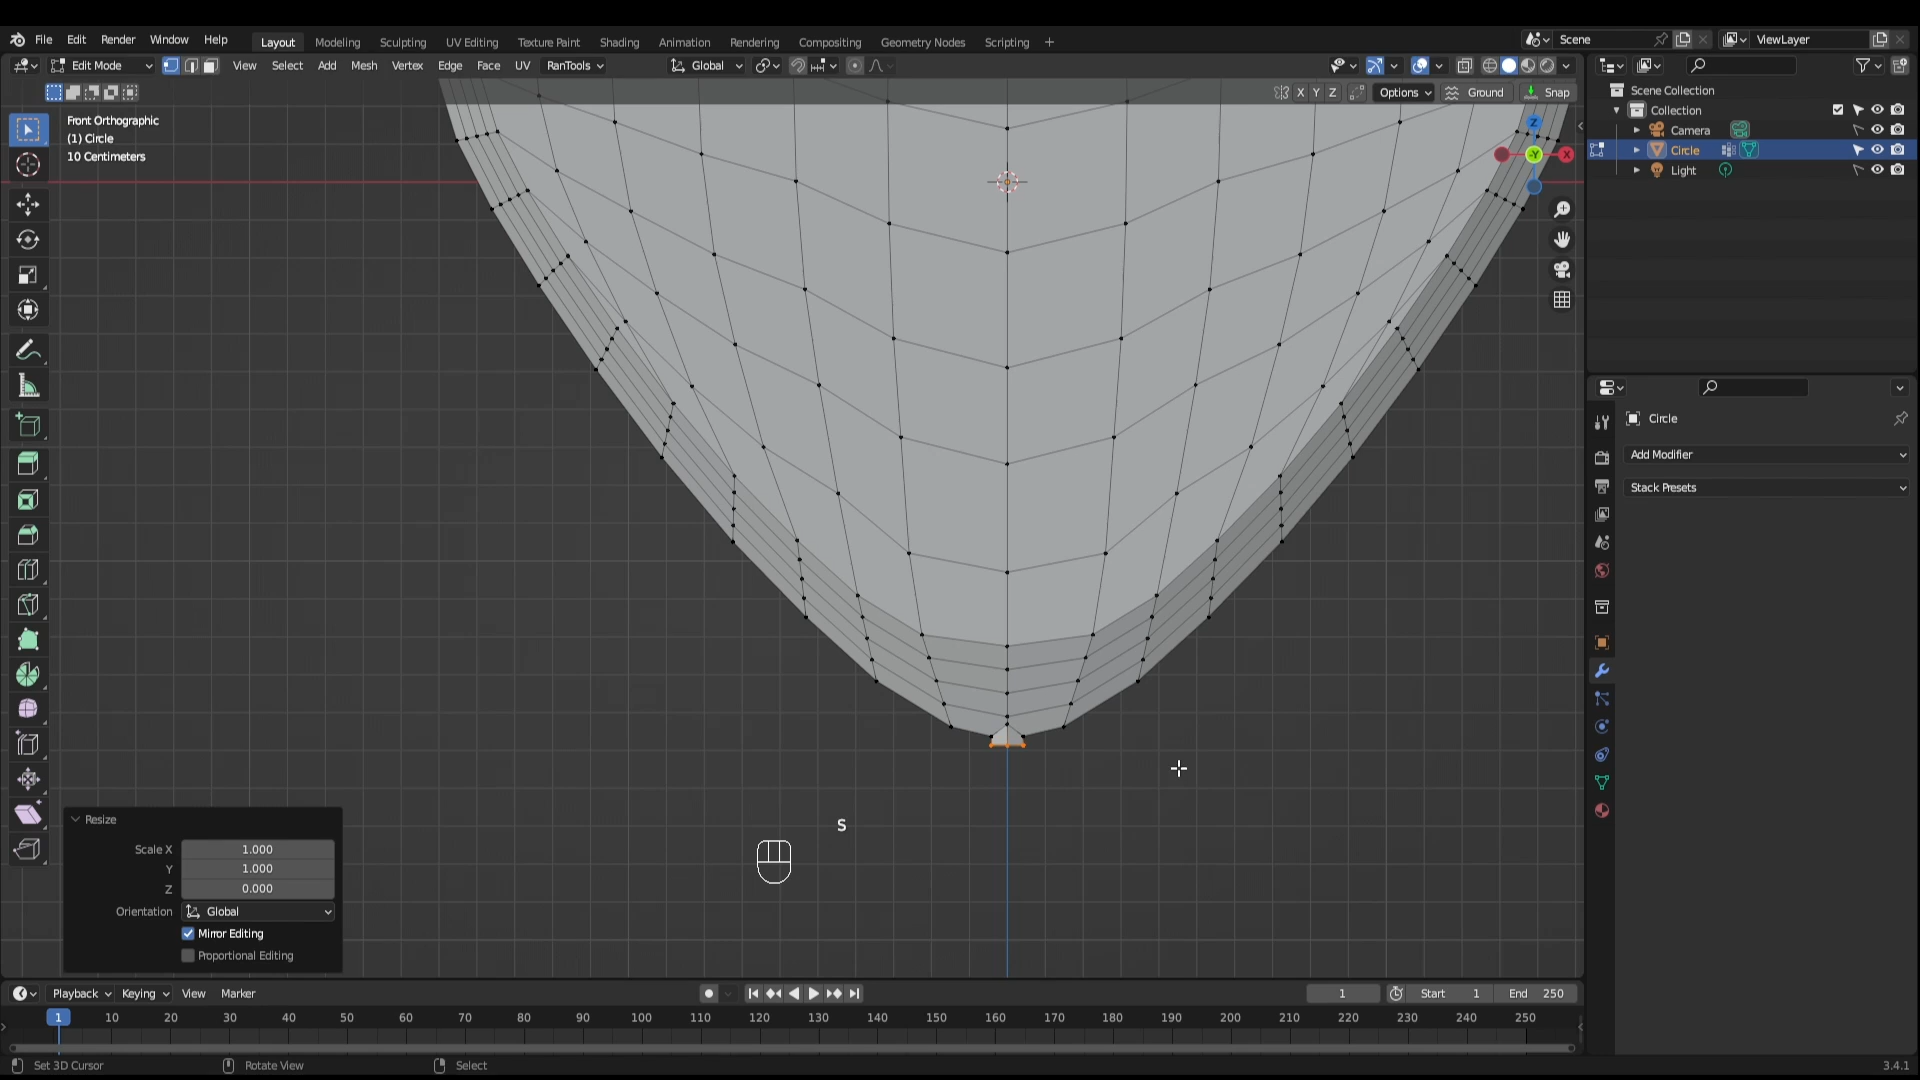 File Edit Render Window Help Layout Modeling Sculpting UV Editing Texture Paint Shading Animation Rendering Compositing Geometry Nodes Scripting + Scene ViewLayer
Edit Mode View Select Add Mesh Vertex Edge Face UV RanTools Global
X Y Z Options Ground Snap
Front Orthographic
(1) Circle
10 Centimeters
Z
-Y
X
Scene Collection
Collection
Camera
Circle
Light
Circle
Add Modifier
Stack Presets
S
Resize
Scale X 1.000
Y 1.000
Z 0.000
Orientation Global
Mirror Editing
Proportional Editing
Playback Keying View Marker 1 Start 1 End 250
1 10 20 30 40 50 60 70 80 90 100 110 120 130 140 150 160 170 180 190 200 210 220 230 240 250
Set 3D Cursor Rotate View Select 3.4.1